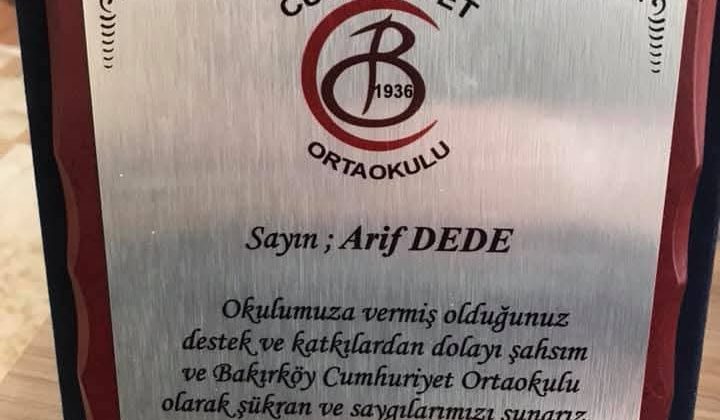 1936
ORTAOKULU
Sayın ; Arif DEDE
Okulumuza vermiş olduğunuz
destek ve katkılardan dolayı şahsım
ve Bakırköy Cumhuriyet Ortaokulu
olarak şükran ve saygılarımızı sunarız